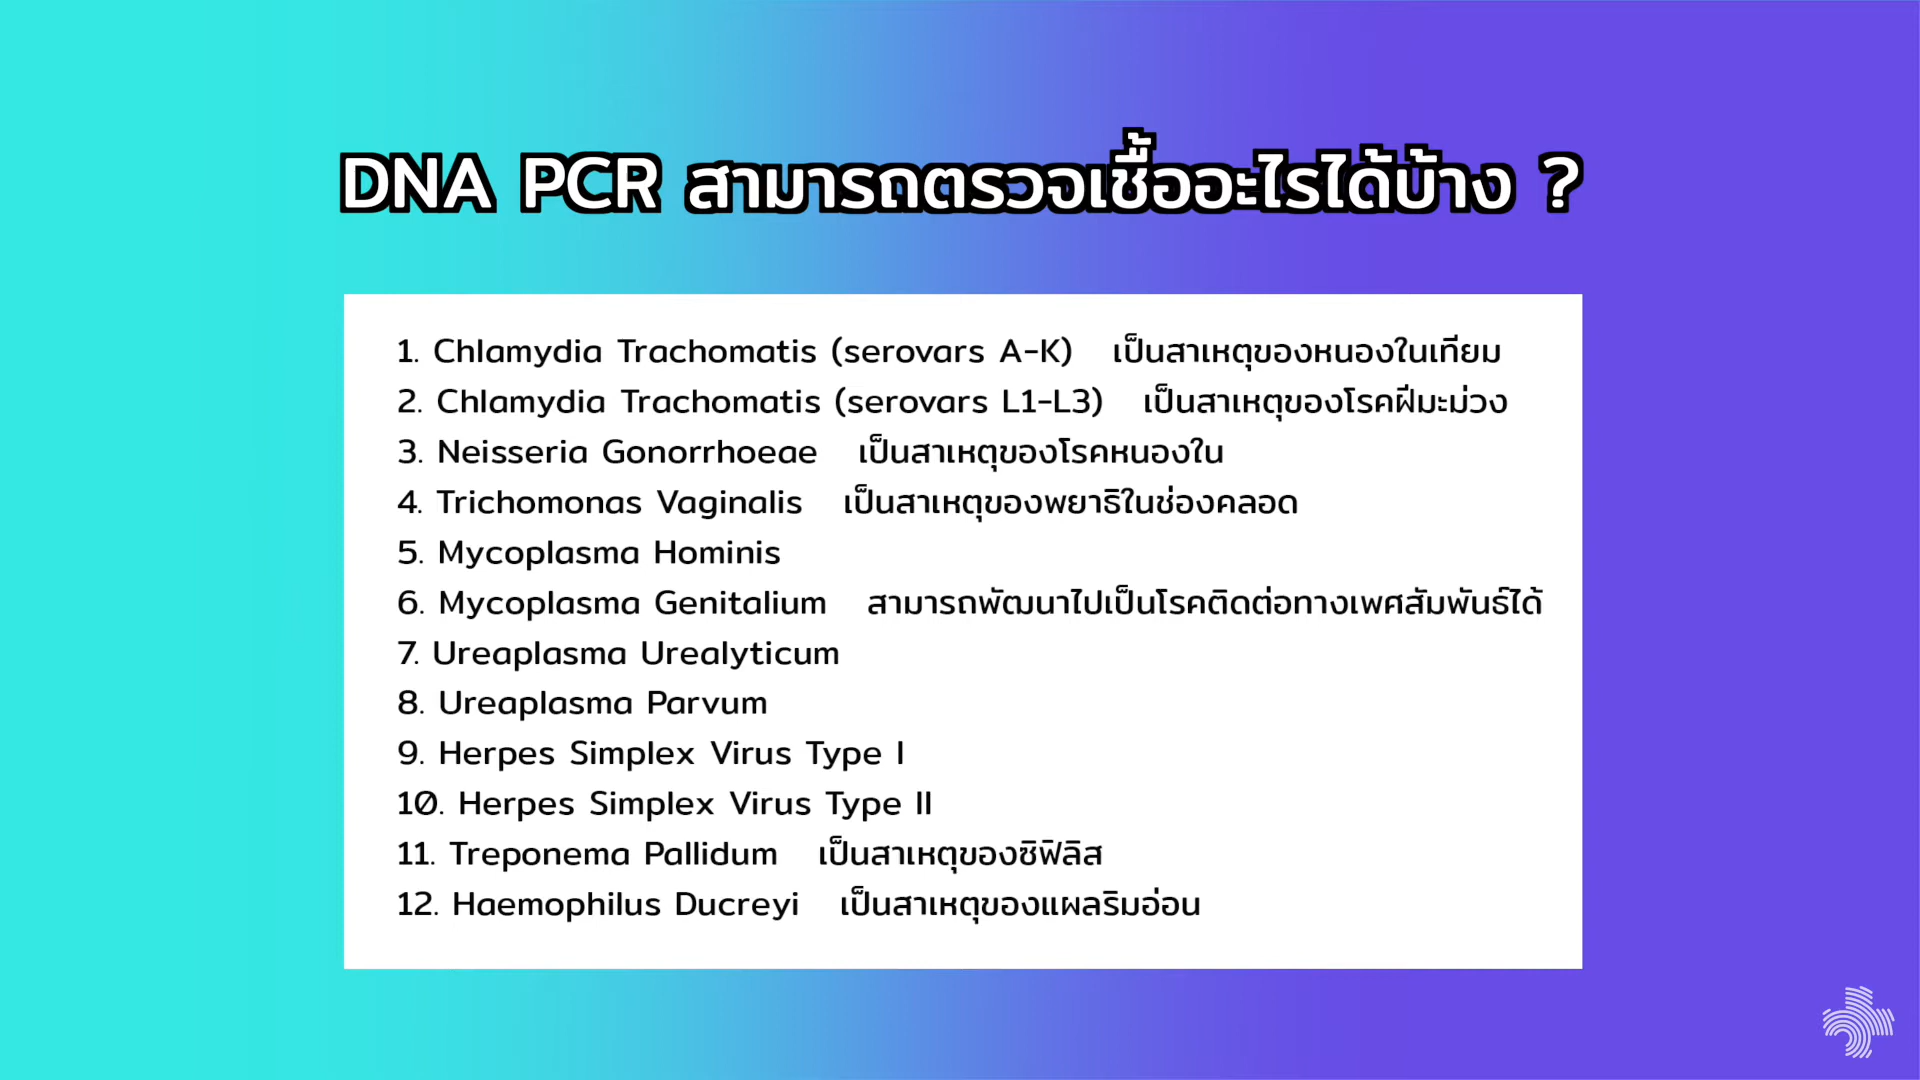 DNA PCR สามารถตรวจเชื้ออะไรได้บ้าง ?
1. Chlamydia Trachomatis (serovars A-K) เป็นสาเหตุของหนองในเทียม
2. Chlamydia Trachomatis (serovars L1-L3) เป็นสาเหตุของโรคฝีมะม่วง
3. Neisseria Gonorrhoeae เป็นสาเหตุของโรคหนองใน
4. Trichomonas Vaginalis เป็นสาเหตุของพยาธิในช่องคลอด
5. Mycoplasma Hominis
6. Mycoplasma Genitalium สามารถพัฒนาไปเป็นโรคติดต่อทางเพศสัมพันธ์ได้
7. Ureaplasma Urealyticum
8. Ureaplasma Parvum
9. Herpes Simplex Virus Type I
10. Herpes Simplex Virus Type II
11. Treponema Pallidum เป็นสาเหตุของซิฟิลิส
12. Haemophilus Ducreyi เป็นสาเหตุของแผลริมอ่อน